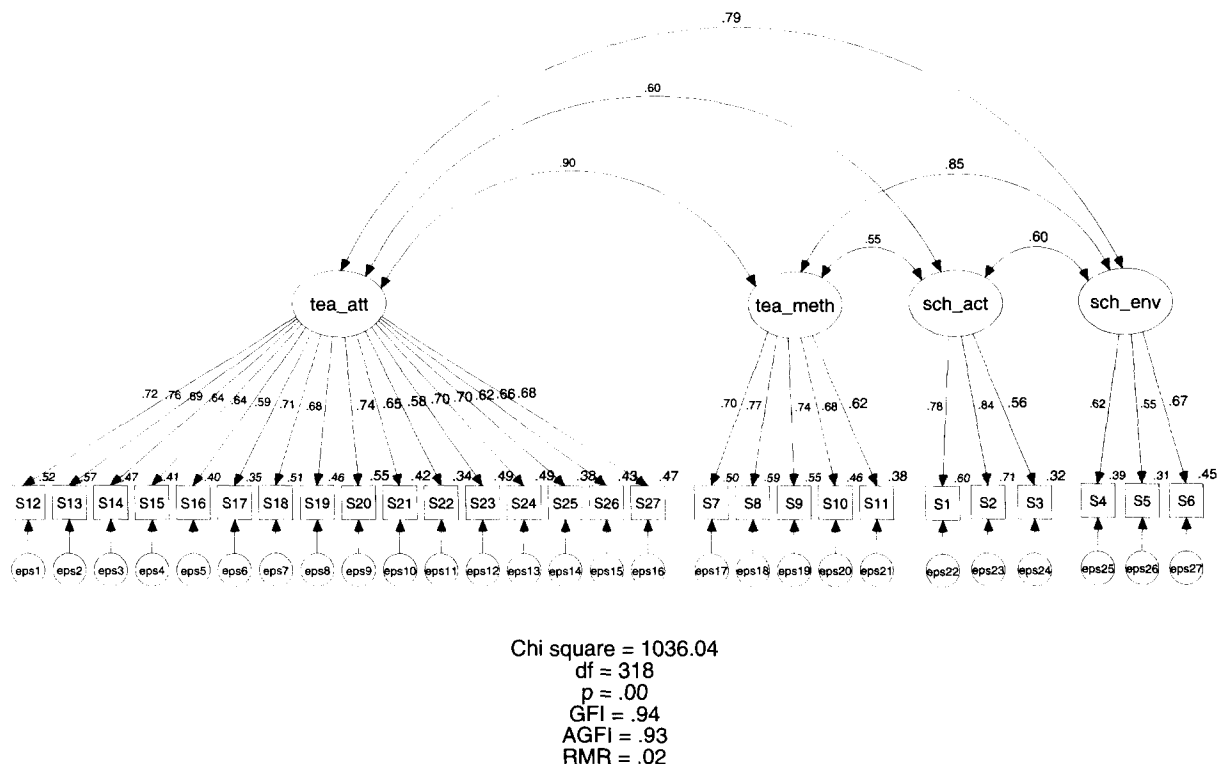 .79
.60
.90
.85
.55
.60
tea_att
tea_meth
sch_act
sch_env
.72 .76 .69 .64 .64 .59 .71 .68 .74 .65 .58 .70 .70 .62 .66 .68
.70 .77 .74 .68 .62
.78 .84 .56
.62 .55 .67
.52 .57 .47 .41 .40 .35 .51 .46 .55 .42 .34 .49 .49 .38 .43 .47
.50 .59 .55 .46 .38
.60 .71 .32
.39 .31 .45
S12 S13 S14 S15 S16 S17 S18 S19 S20 S21 S22 S23 S24 S25 S26 S27
S7 S8 S9 S10 S11
S1 S2 S3
S4 S5 S6
eps1 eps2 eps3 eps4 eps5 eps6 eps7 eps8 eps9 eps10 eps11 eps12 eps13 eps14 eps15 eps16
eps17 eps18 eps19 eps20 eps21
eps22 eps23 eps24
eps25 eps26 eps27
Chi square = 1036.04
df = 318
p = .00
GFI = .94
AGFI = .93
RMR = .02